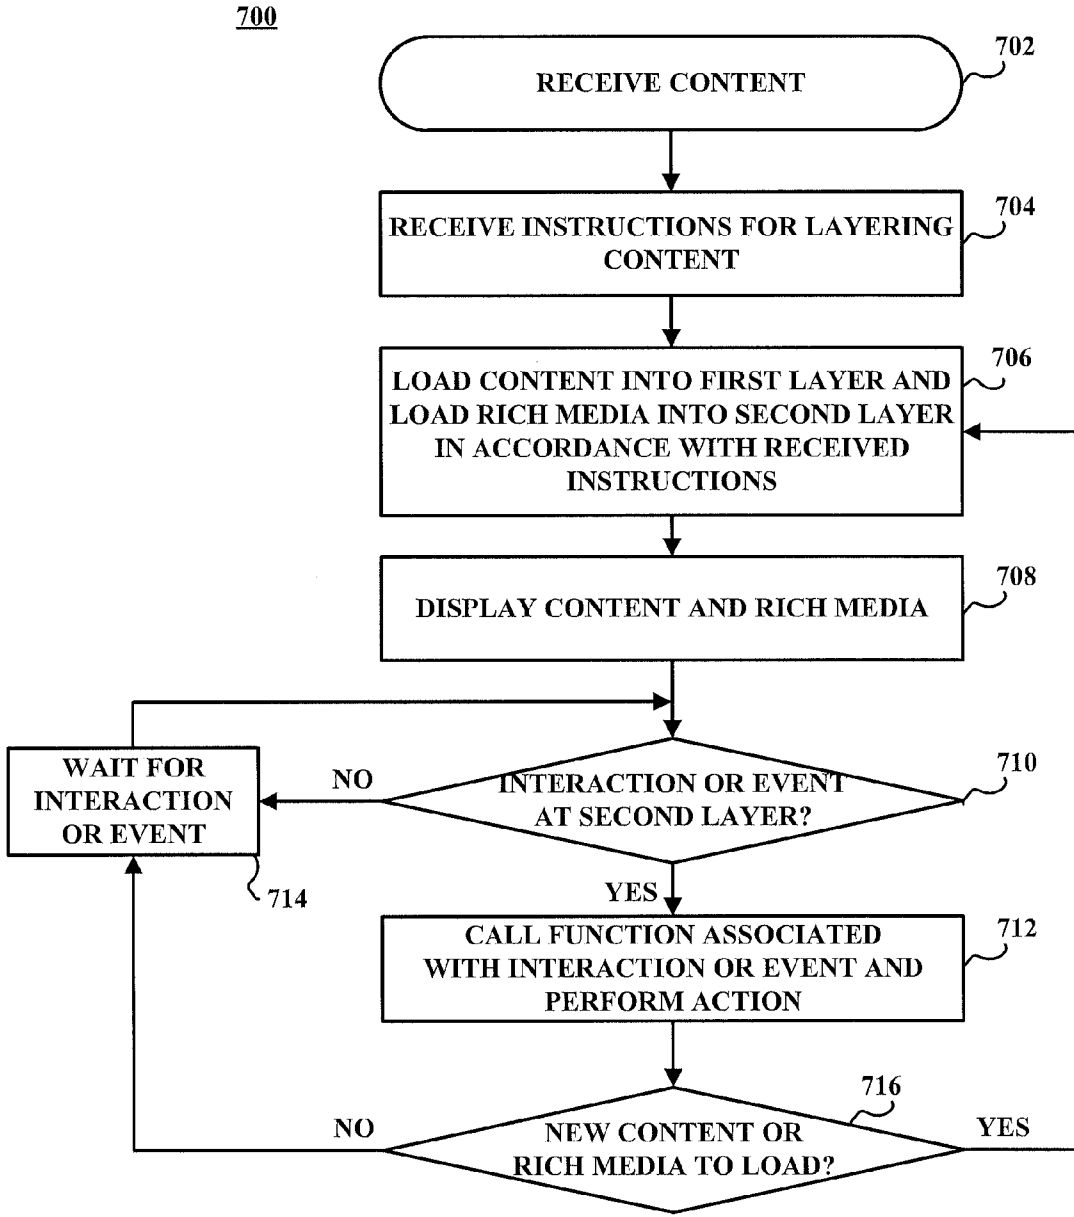 700
702
RECEIVE CONTENT
704
RECEIVE INSTRUCTIONS FOR LAYERING
CONTENT
706
LOAD CONTENT INTO FIRST LAYER AND
LOAD RICH MEDIA INTO SECOND LAYER
IN ACCORDANCE WITH RECEIVED
INSTRUCTIONS
708
DISPLAY CONTENT AND RICH MEDIA
710
INTERACTION OR EVENT
AT SECOND LAYER?
NO
WAIT FOR
INTERACTION
OR EVENT
714
YES
712
CALL FUNCTION ASSOCIATED
WITH INTERACTION OR EVENT AND
PERFORM ACTION
716
NEW CONTENT OR
RICH MEDIA TO LOAD?
NO
YES